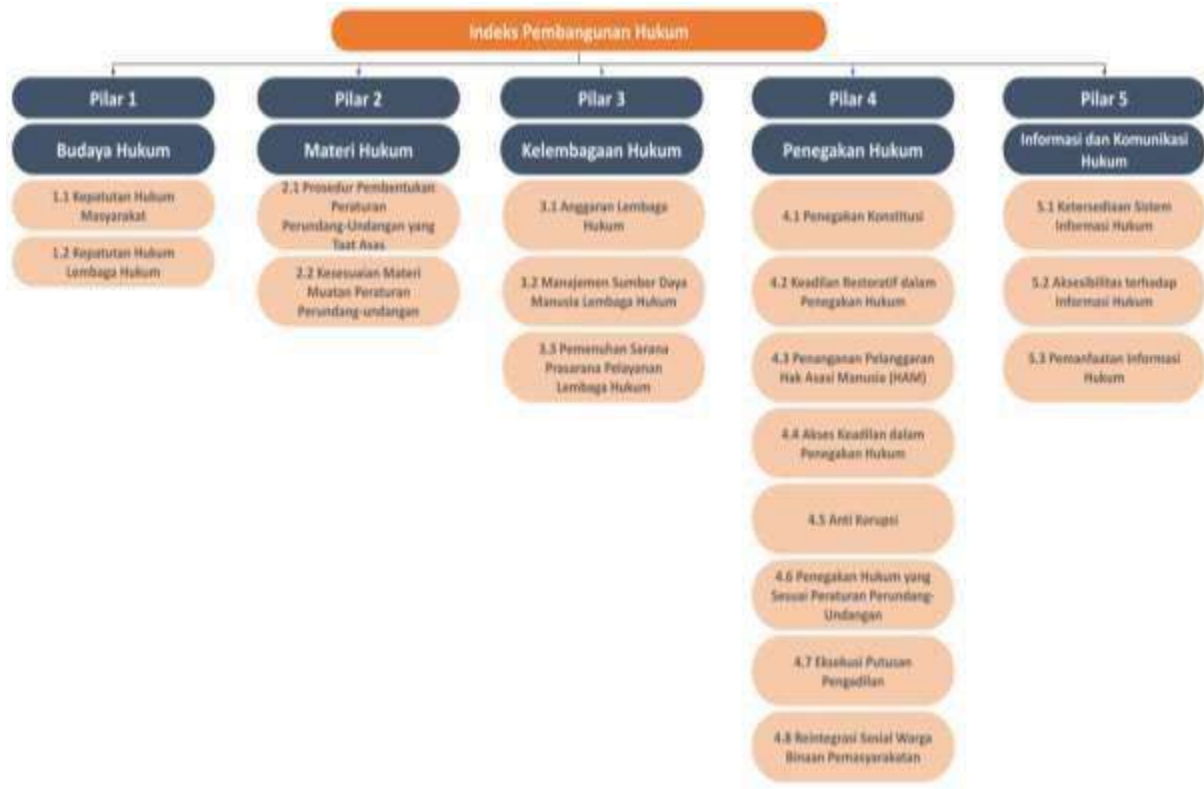 Indeks Pembangunan Hukum
Pilar 1
Budaya Hukum
1.1 Kepatutan Hukum
Masyarakat
1.2 Kepatutan Hukum
Lembaga Hukum
Pilar 2
Materi Hukum
2.1 Prosedur Pembentukan
Peraturan
Perundang-Undangan yang
Taat Asas
2.2 Kesesuaian Materi
Muatan Peraturan
Perundang-undangan
Pilar 3
Kelembagaan Hukum
3.1 Anggaran Lembaga
Hukum
3.2 Manajemen Sumber Daya
Manusia Lembaga Hukum
3.3 Pemenuhan Sarana
Prasarana Pelayanan
Lembaga Hukum
Pilar 4
Penegakan Hukum
4.1 Penegakan Konstitusi
4.2 Keadilan Restoratif dalam
Penegakan Hukum
4.3 Penanganan Pelanggaran
Hak Asasi Manusia (HAM)
4.4 Akses Keadilan dalam
Penegakan Hukum
4.5 Anti Korupsi
4.6 Penegakan Hukum yang
Sesuai Peraturan Perundang-
Undangan
4.7 Eksekusi Putusan
Pengadilan
4.8 Reintegrasi Sosial Warga
Binaan Pemasyarakatan
Pilar 5
Informasi dan Komunikasi
Hukum
5.1 Ketersediaan Sistem
Informasi Hukum
5.2 Aksesibilitas terhadap
Informasi Hukum
5.3 Pemanfaatan Informasi
Hukum